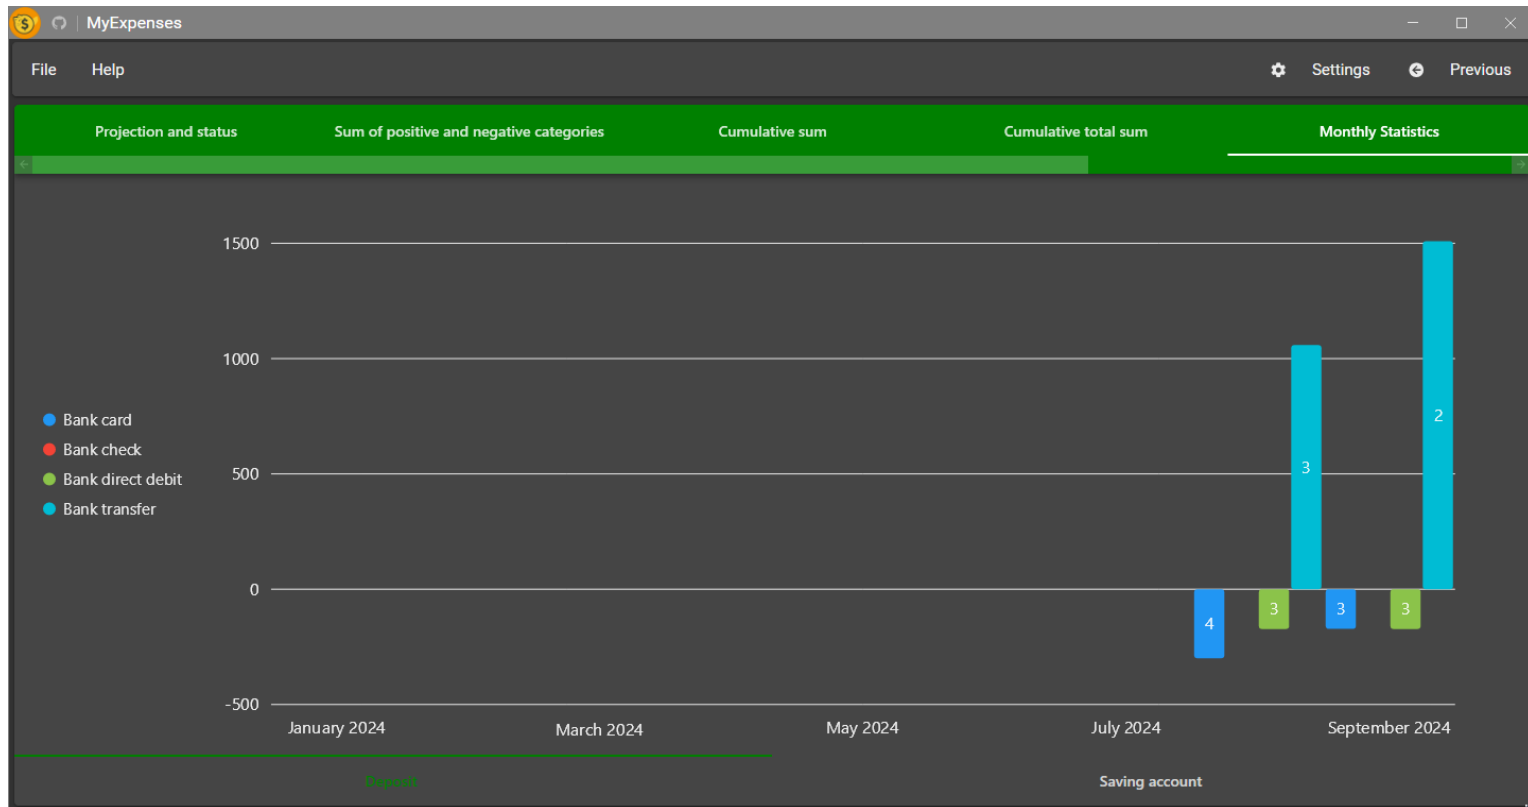 MyExpenses
File Help Settings Previous
Projection and status Sum of positive and negative categories Cumulative sum Cumulative total sum Monthly Statistics
1500
1000
500
0
-500
Bank card
Bank check
Bank direct debit
Bank transfer
4
3
3
3
3
2
January 2024 March 2024 May 2024 July 2024 September 2024
Deposit Saving account